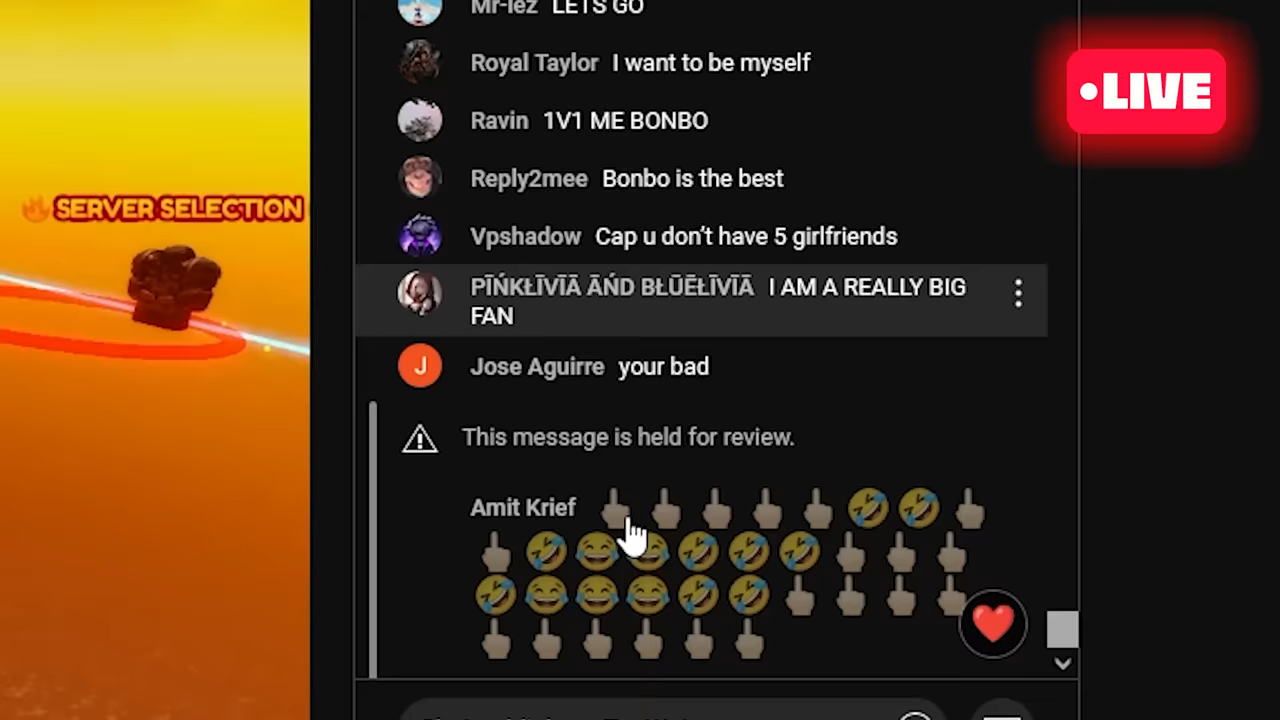 Mr-lez LETS GO
Royal Taylor I want to be myself
•LIVE
Ravin 1V1 ME BONBO
Reply2mee Bonbo is the best
🔥 SERVER SELECTION
Vpshadow Cap u don't have 5 girlfriends
PĪŃKŁĪVĪĀ ĀŃD BŁŪĒŁĪVĪĀ I AM A REALLY BIG
FAN
J Jose Aguirre your bad
This message is held for review.
Amit Krief 🖕🏼🖕🏼🖕🏼🖕🏼🖕🏼🤣🤣🖕🏼
🖕🏼🤣😂😂🤣🤣🤣🖕🏼🖕🏼🖕🏼
🤣😂😂😂🤣🤣🖕🏼🖕🏼🖕🏼🖕🏼
🖕🏼🖕🏼🖕🏼🖕🏼🖕🏼🖕🏼